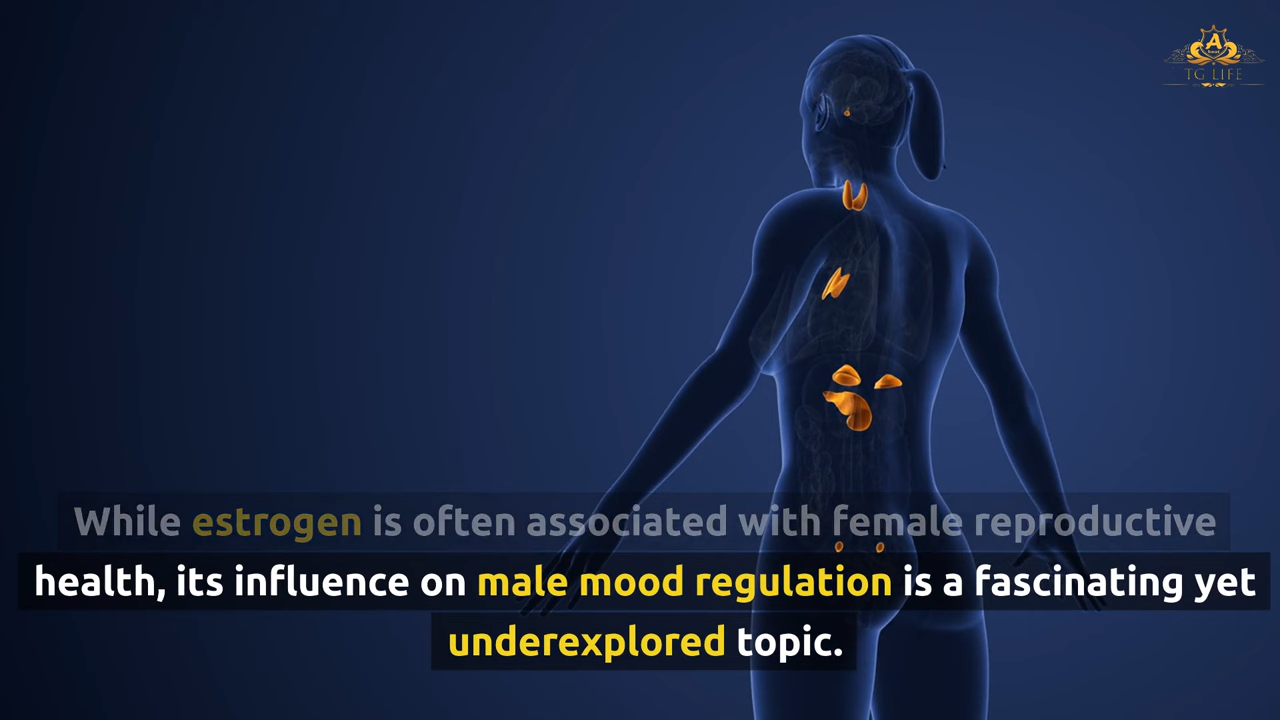 A
TG LIFE
While estrogen is often associated with female reproductive
health, its influence on male mood regulation is a fascinating yet
underexplored topic.